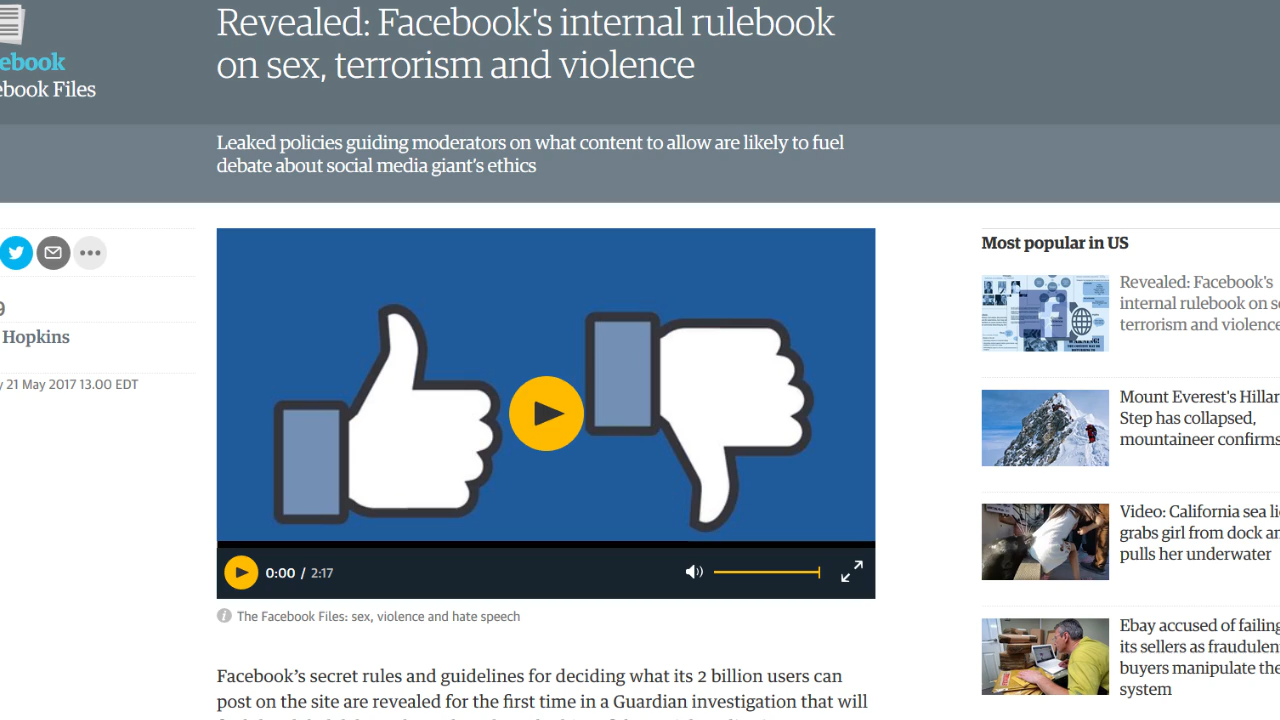 Revealed: Facebook's internal rulebook
on sex, terrorism and violence
ebook
ebook Files
Leaked policies guiding moderators on what content to allow are likely to fuel
debate about social media giant's ethics
9
Hopkins
y 21 May 2017 13.00 EDT
0:00 / 2:17
The Facebook Files: sex, violence and hate speech
Facebook's secret rules and guidelines for deciding what its 2 billion users can
post on the site are revealed for the first time in a Guardian investigation that will
Most popular in US
Revealed: Facebook's
internal rulebook on se
terrorism and violence
Mount Everest's Hillar
Step has collapsed,
mountaineer confirms
Video: California sea li
grabs girl from dock an
pulls her underwater
Ebay accused of failing
its sellers as fraudulen
buyers manipulate the
system